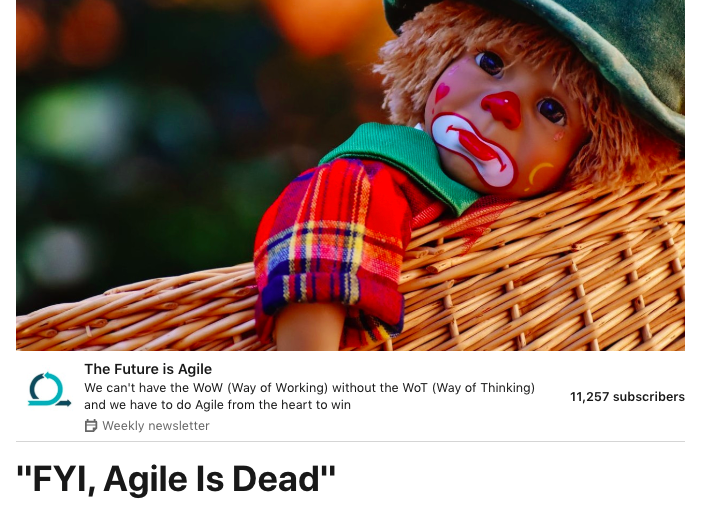 The Future is Agile
We can't have the WoW (Way of Working) without the WoT (Way of Thinking)
and we have to do Agile from the heart to win
11,257 subscribers
Weekly newsletter
"FYI, Agile Is Dead"